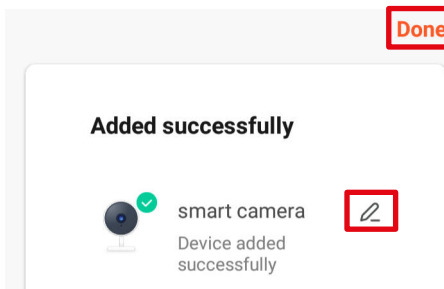 Done
Added successfully
smart camera
Device added
successfully